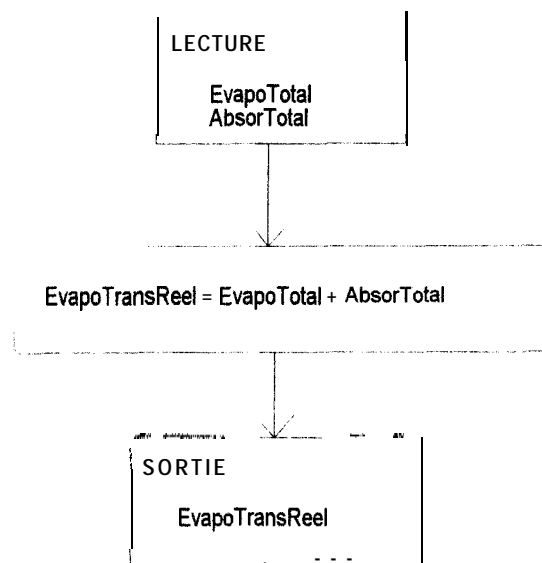 LECTURE
EvapoTotal
AbsorTotal
EvapoTransReel = EvapoTotal + AbsorTotal
SORTIE
EvapoTransReel